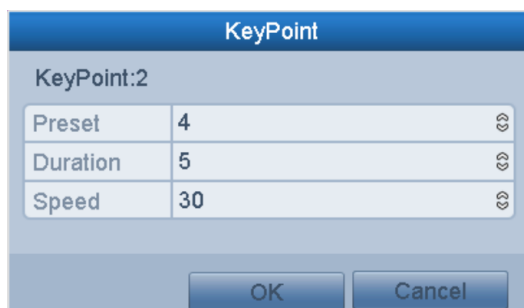 KeyPoint
KeyPoint:2
Preset 4
Duration 5
Speed 30
OK Cancel